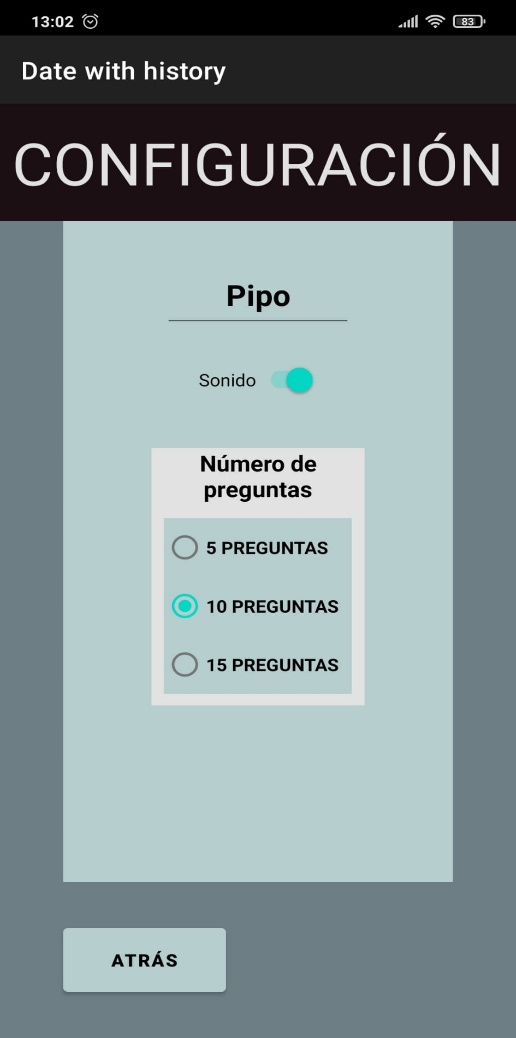 13:02
83
Date with history
CONFIGURACIÓN
Pipo
Sonido
Número de
preguntas
5 PREGUNTAS
10 PREGUNTAS
15 PREGUNTAS
ATRÁS